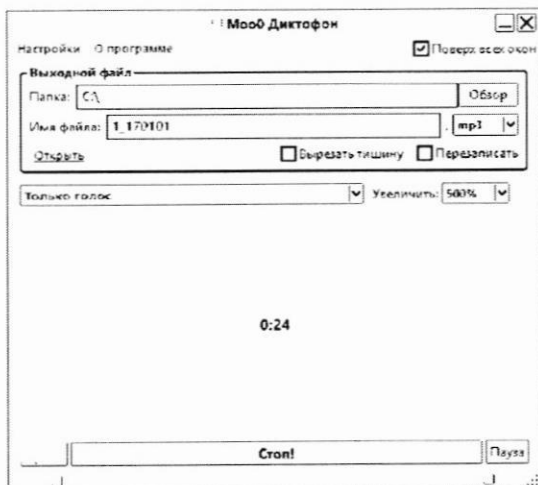 Moo0 Диктофон
Настройки О программе
Поверх всех окон
Выходной файл
Папка: C:\ Обзор
Имя файла: 1_170101 . mp3
Открыть Вырезать тишину Перезаписать
Только голос Увеличить: 500%
0:24
Стоп! Пауза